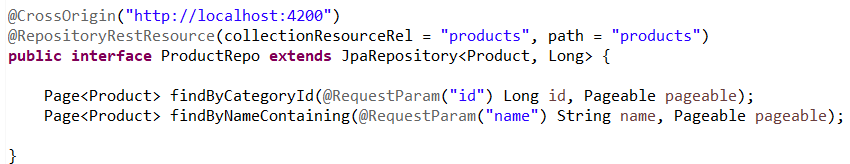 @CrossOrigin("http://localhost:4200")
@RepositoryRestResource(collectionResourceRel = "products", path = "products")
public interface ProductRepo extends JpaRepository<Product, Long> {
Page<Product> findByCategoryId(@RequestParam("id") Long id, Pageable pageable);
Page<Product> findByNameContaining(@RequestParam("name") String name, Pageable pageable);
}